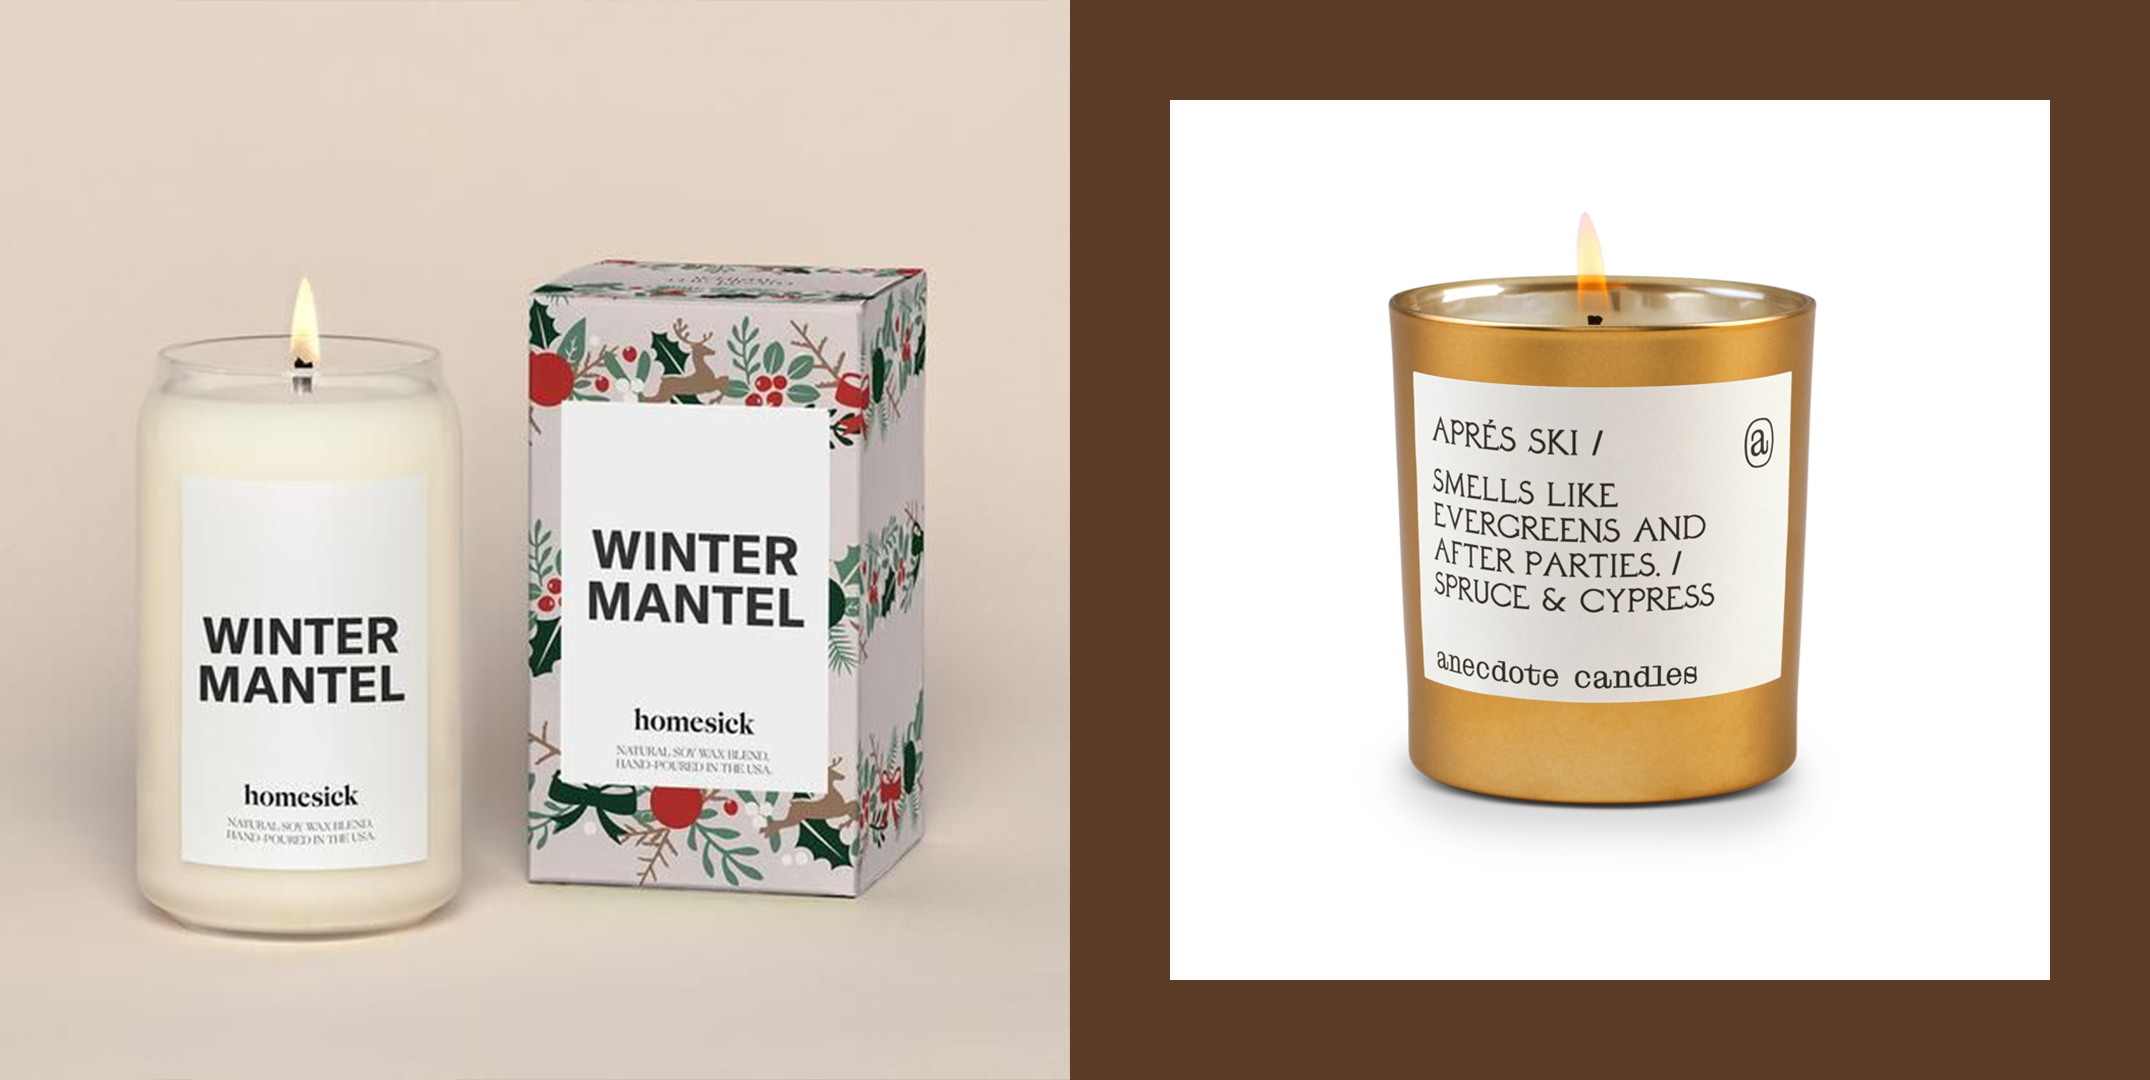 WINTER
MANTEL
homesick
NATURAL SOY WAX BLEND,
HAND-POURED IN THE USA.
WINTER
MANTEL
homesick
NATURAL SOY WAX BLEND,
HAND-POURED IN THE USA.
APRÉS SKI /
@
SMELLS LIKE
EVERGREENS AND
AFTER PARTIES. /
SPRUCE & CYPRESS
anecdote candles